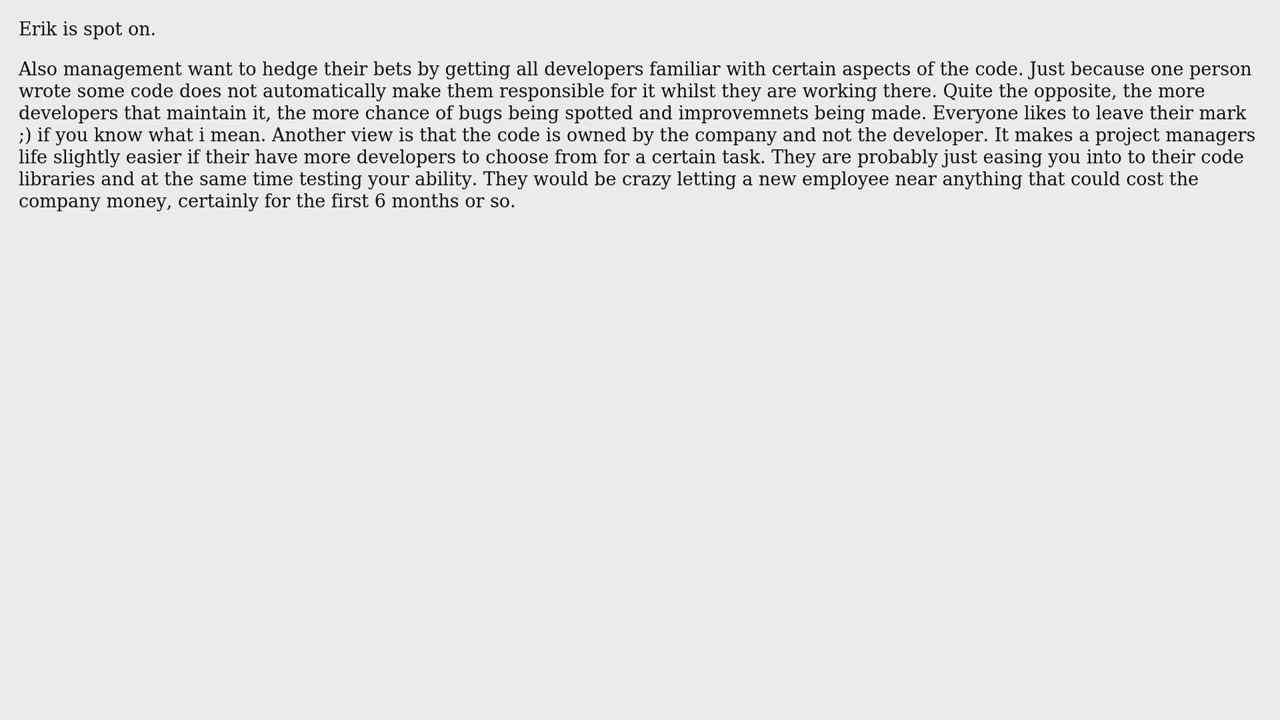 Erik is spot on.
Also management want to hedge their bets by getting all developers familiar with certain aspects of the code. Just because one person
wrote some code does not automatically make them responsible for it whilst they are working there. Quite the opposite, the more
developers that maintain it, the more chance of bugs being spotted and improvemnets being made. Everyone likes to leave their mark
;) if you know what i mean. Another view is that the code is owned by the company and not the developer. It makes a project managers
life slightly easier if their have more developers to choose from for a certain task. They are probably just easing you into to their code
libraries and at the same time testing your ability. They would be crazy letting a new employee near anything that could cost the
company money, certainly for the first 6 months or so.